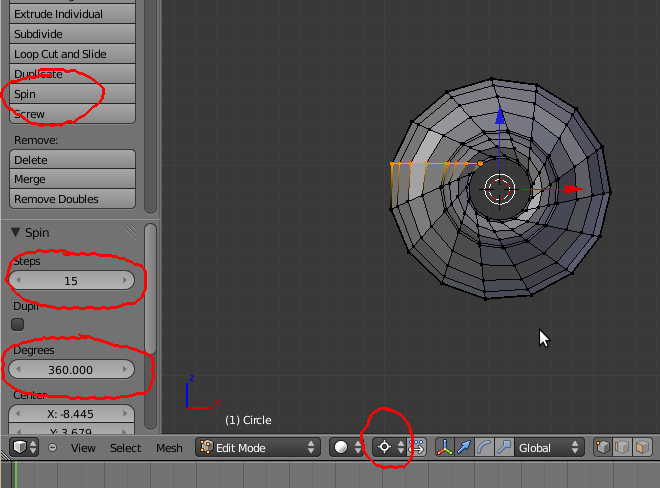 Extrude Individual
Subdivide
Loop Cut and Slide
Duplicate
Spin
Screw
Remove:
Delete
Merge
Remove Doubles
Spin
Steps
15
Dupli
Degrees
360.000
Center
X: -8.445
Y: 3.679
z
x
(1) Circle
View Select Mesh Edit Mode Global